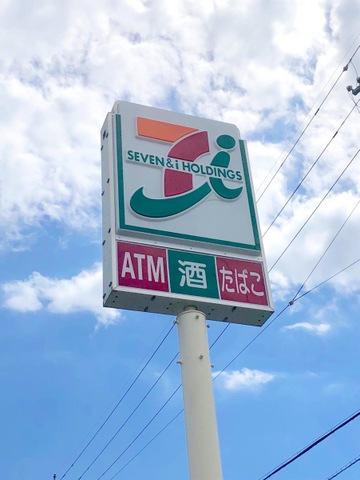 SEVEN & i HOLDINGS
ATM 酒 たばこ